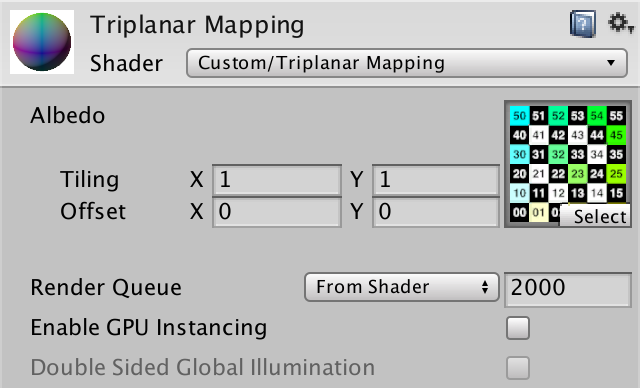 Triplanar Mapping
Shader Custom/Triplanar Mapping
Albedo
50 51 52 53 54 55
40 41 42 43 44 45
30 31 32 33 34 35
20 21 22 23 24 25
10 11 12 13 14 15
00 01
Select
Tiling X 1 Y 1
Offset X 0 Y 0
Render Queue From Shader 2000
Enable GPU Instancing
Double Sided Global Illumination